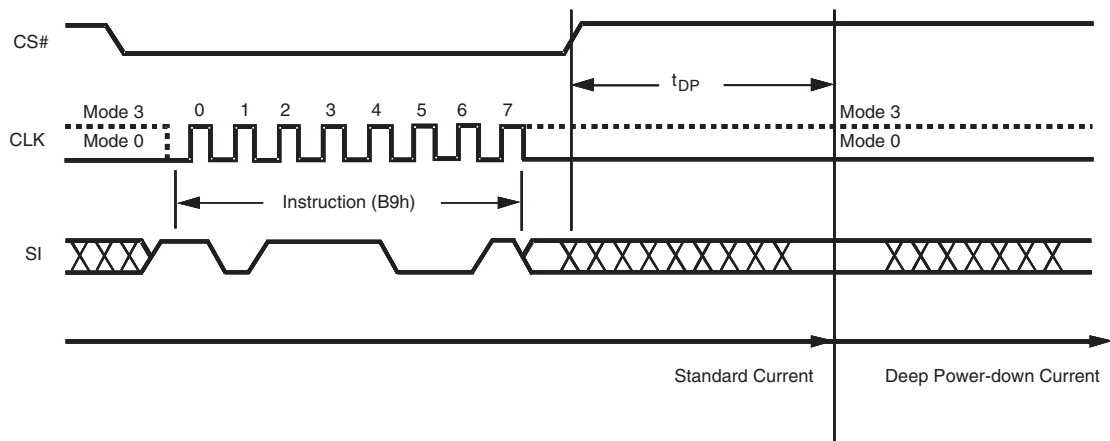 CS#
tDP
Mode 3
0 1 2 3 4 5 6 7
Mode 3
CLK
Mode 0
Mode 0
Instruction (B9h)
SI
Standard Current
Deep Power-down Current